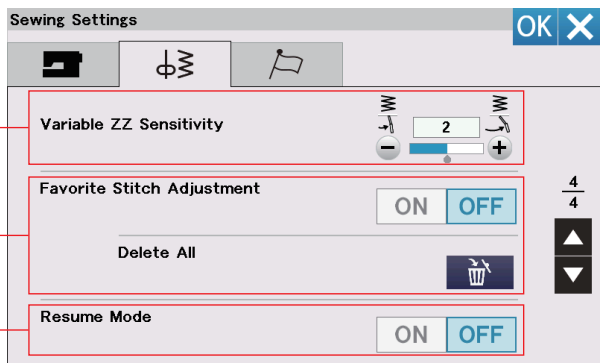 Sewing Settings
OK
Variable ZZ Sensitivity
2
Favorite Stitch Adjustment
ON OFF
4
4
Delete All
Resume Mode
ON OFF